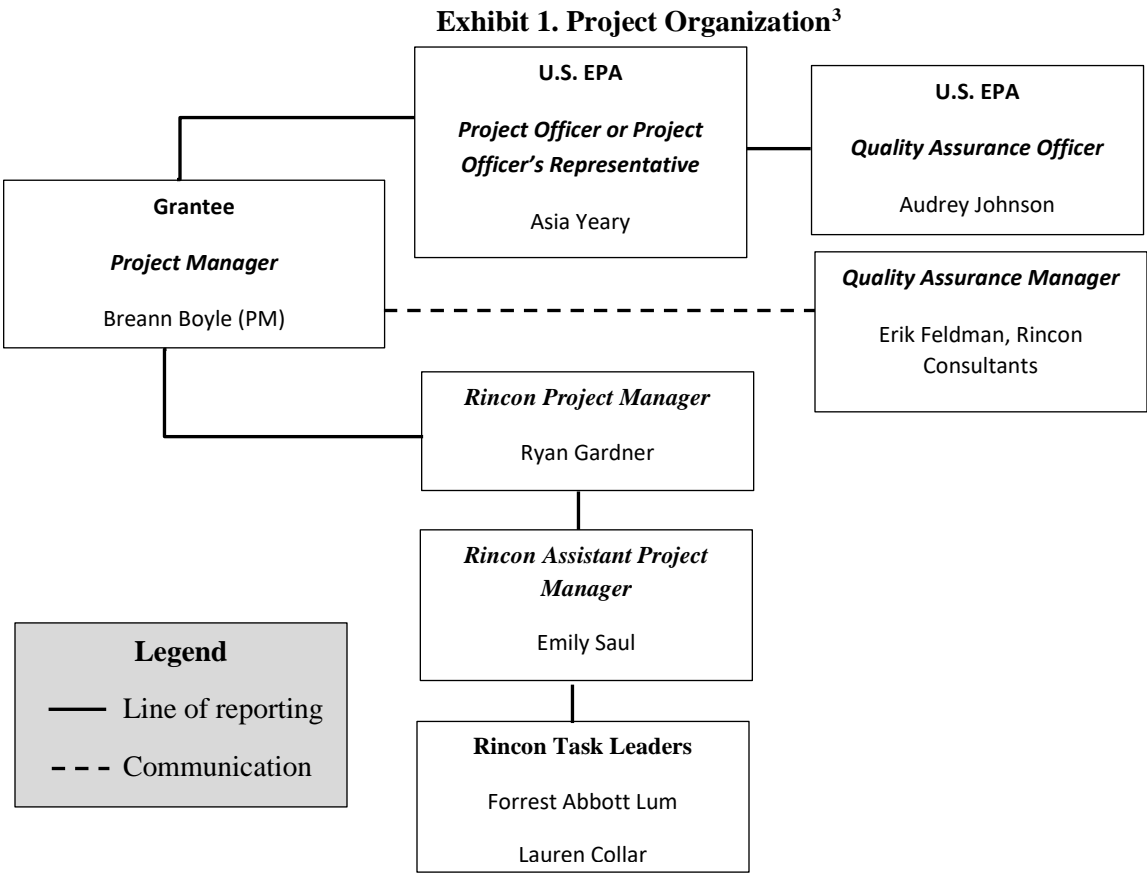 Exhibit 1. Project Organization³
U.S. EPA
Project Officer or Project
Officer’s Representative
Asia Yeary
U.S. EPA
Quality Assurance Officer
Audrey Johnson
Grantee
Project Manager
Breann Boyle (PM)
Quality Assurance Manager
Erik Feldman, Rincon
Consultants
Rincon Project Manager
Ryan Gardner
Rincon Assistant Project
Manager
Emily Saul
Rincon Task Leaders
Forrest Abbott Lum
Lauren Collar
Legend
Line of reporting
Communication